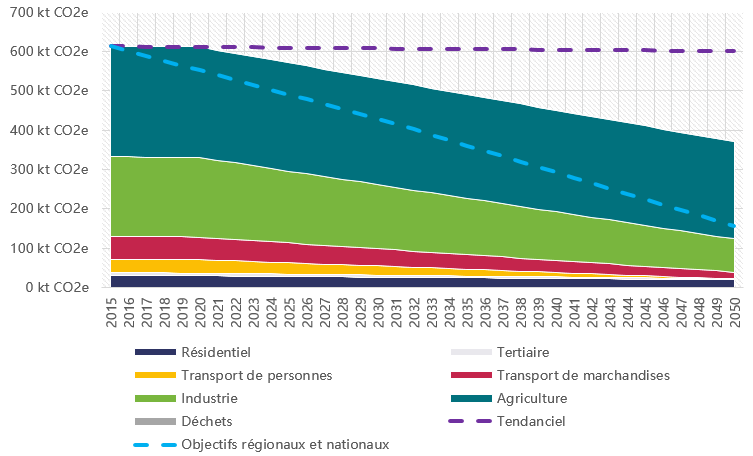 700 kt CO2e
600 kt CO2e
500 kt CO2e
400 kt CO2e
300 kt CO2e
200 kt CO2e
100 kt CO2e
0 kt CO2e
2015
2016
2017
2018
2019
2020
2021
2022
2023
2024
2025
2026
2027
2028
2029
2030
2031
2032
2033
2034
2035
2036
2037
2038
2039
2040
2041
2042
2043
2044
2045
2046
2047
2048
2049
2050
Résidentiel
Tertiaire
Transport de personnes
Transport de marchandises
Industrie
Agriculture
Déchets
Tendanciel
Objectifs régionaux et nationaux